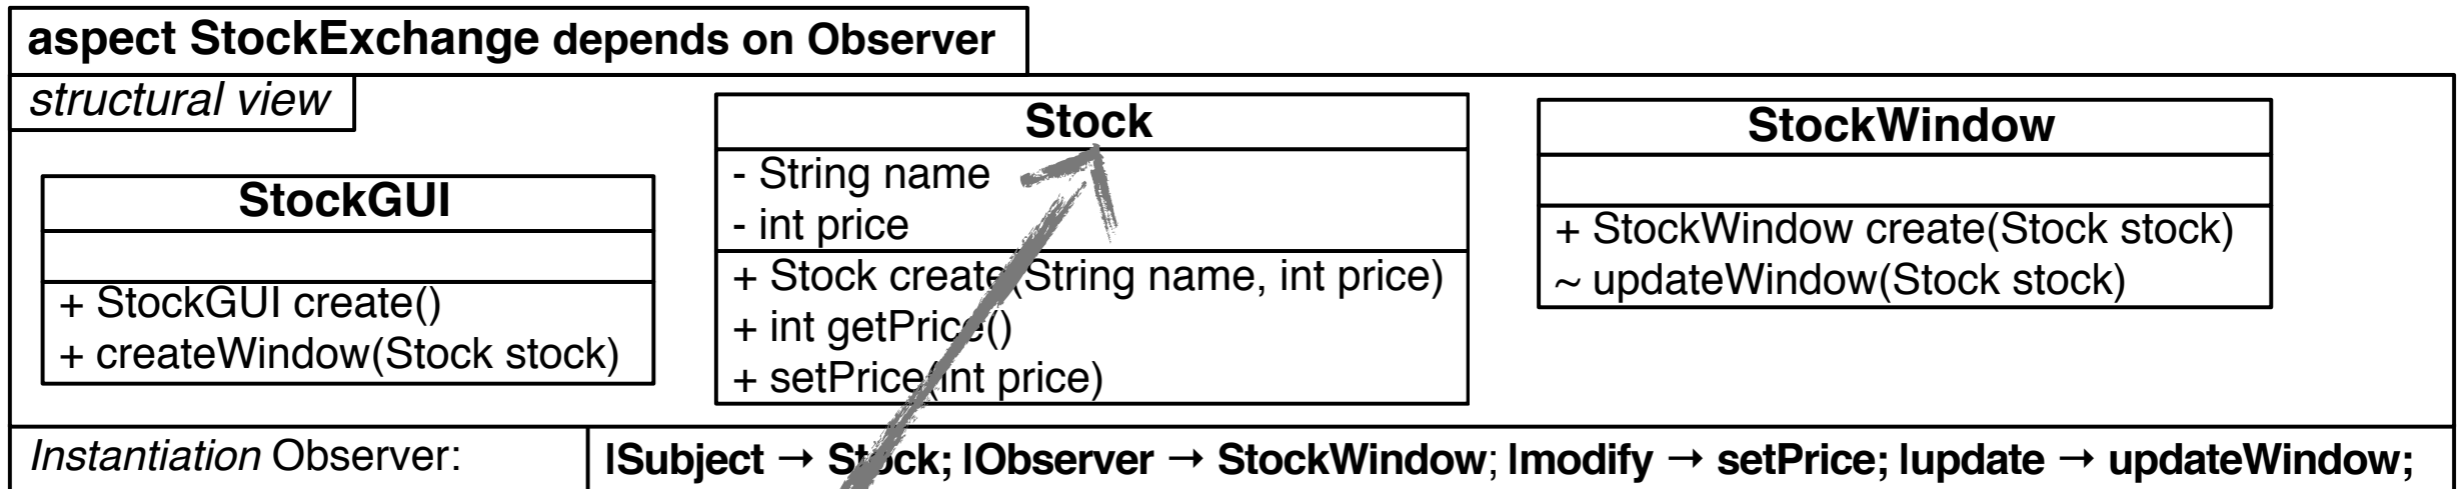 aspect StockExchange depends on Observer
structural view
StockGUI
+ StockGUI create()
+ createWindow(Stock stock)
Stock
- String name
- int price
+ Stock create(String name, int price)
+ int getPrice()
+ setPrice(int price)
StockWindow
+ StockWindow create(Stock stock)
~ updateWindow(Stock stock)
Instantiation Observer:
|Subject → Stock; |Observer → StockWindow; |modify → setPrice; |update → updateWindow;